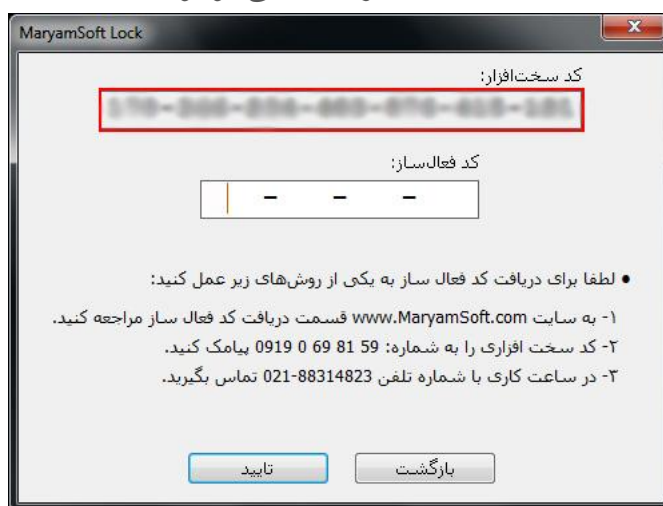 MaryamSoft Lock
کد سخت‌افزار:
کد فعال‌ساز:
- - -
● لطفا برای دریافت کد فعال ساز به یکی از روش‌های زیر عمل کنید:
۱- به سایت www.MaryamSoft.com قسمت دریافت کد فعال ساز مراجعه کنید.
۲- کد سخت افزاری را به شماره: 59 81 69 0 0919 پیامک کنید.
۳- در ساعت کاری با شماره تلفن 88314823-021 تماس بگیرید.
تایید بازگشت